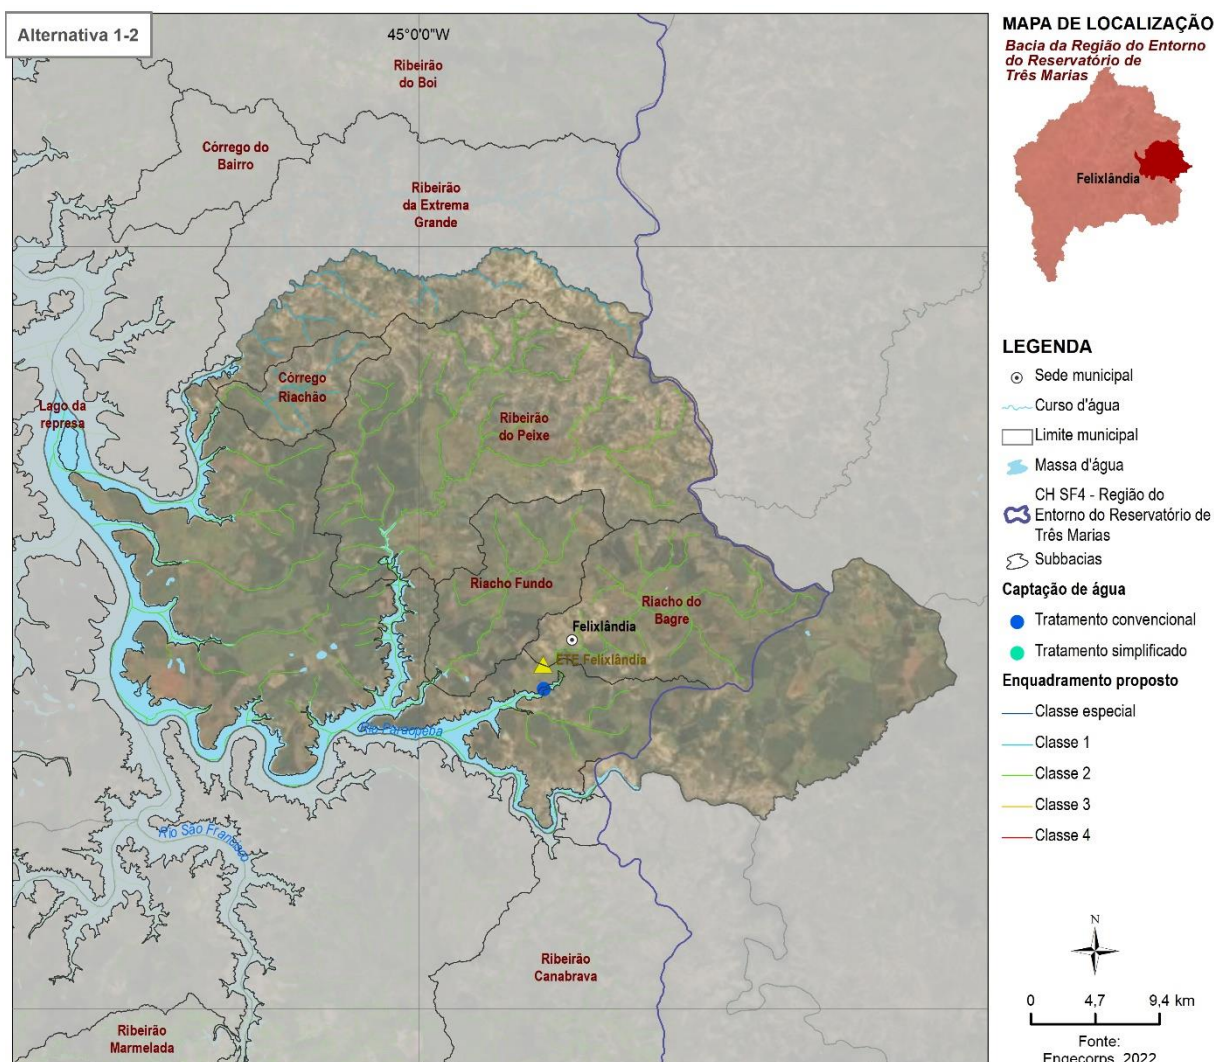 Alternativa 1-2
45°0'0"W
Ribeirão
do Boi
Córrego do
Bairro
Ribeirão
da Extrema
Grande
Córrego
Riachão
Lago da
represa
Ribeirão
do Peixe
Riacho Fundo
Riacho do
Bagre
Felixlândia
ETE Felixlândia
Rio Paraopeba
Rio São Francisco
Ribeirão
Canabrava
Ribeirão
Marmelada
MAPA DE LOCALIZAÇÃO
Bacia da Região do Entorno
do Reservatório de
Três Marias
Felixlândia
LEGENDA
Sede municipal
Curso d'água
Limite municipal
Massa d'água
CH SF4 - Região do
Entorno do Reservatório de
Três Marias
Subbacias
Captação de água
Tratamento convencional
Tratamento simplificado
Enquadramento proposto
Classe especial
Classe 1
Classe 2
Classe 3
Classe 4
N
0 4,7 9,4 km
Fonte:
Engecorps, 2022